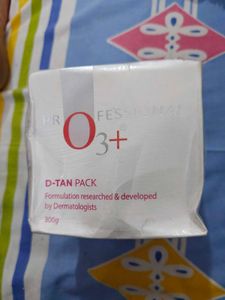 PROFESSIONAL
O3+
D-TAN PACK
Formulation researched & developed
by Dermatologists
300g